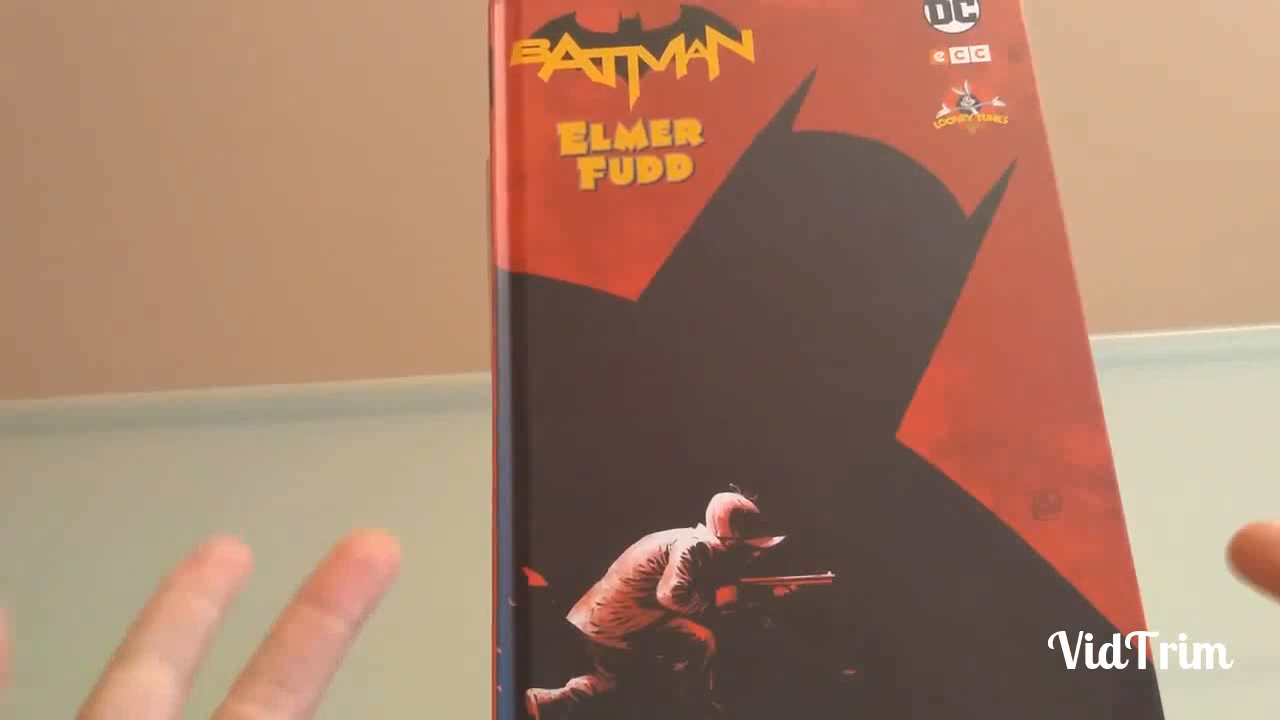 BATMAN
ELMER
FUDD
DC
ecc
LOONEY TUNES
VidTrim